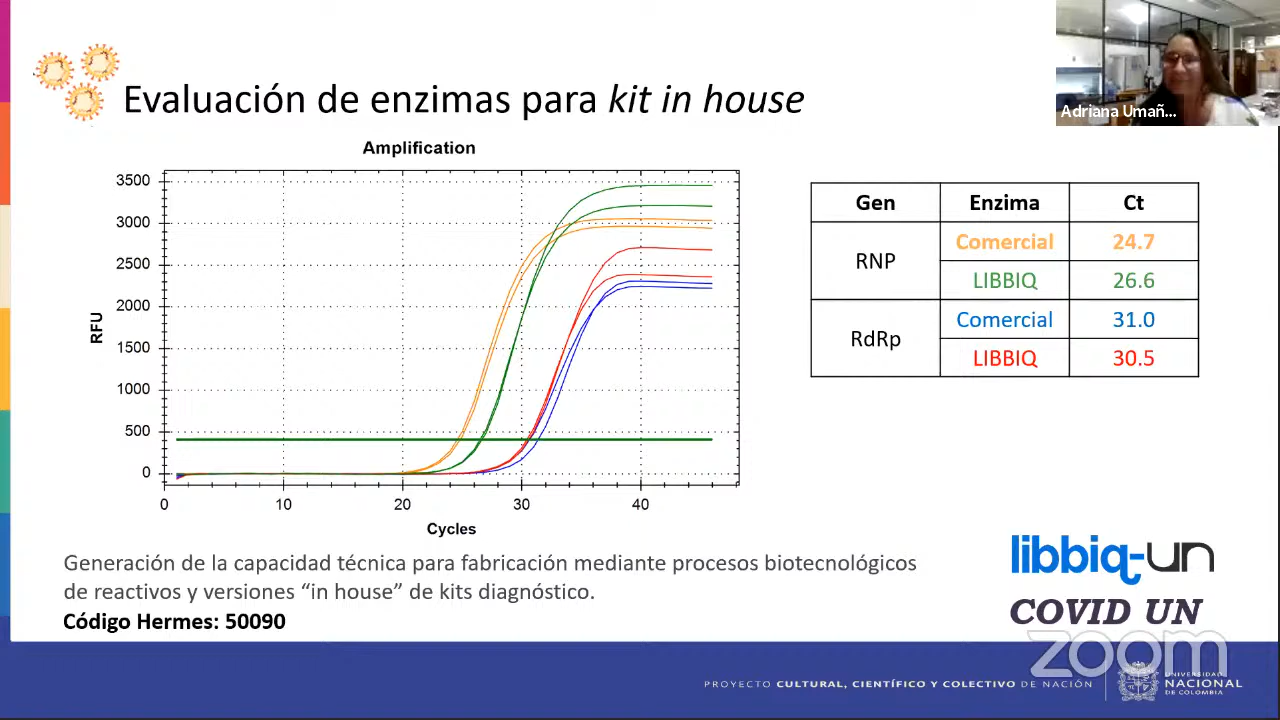 Evaluación de enzimas para kit in house
Adriana Umañ...
Amplification
3500
3000
2500
2000
1500
1000
500
0
RFU
0 10 20 30 40
Cycles
Gen Enzima Ct
RNP
Comercial 24.7
LIBBIQ 26.6
RdRp
Comercial 31.0
LIBBIQ 30.5
Generación de la capacidad técnica para fabricación mediante procesos biotecnológicos
de reactivos y versiones “in house” de kits diagnóstico.
Código Hermes: 50090
libbiq-un
COVID UN
zoom
PROYECTO CULTURAL, CIENTÍFICO Y COLECTIVO DE NACIÓN
UNIVERSIDAD
NACIONAL
DE COLOMBIA